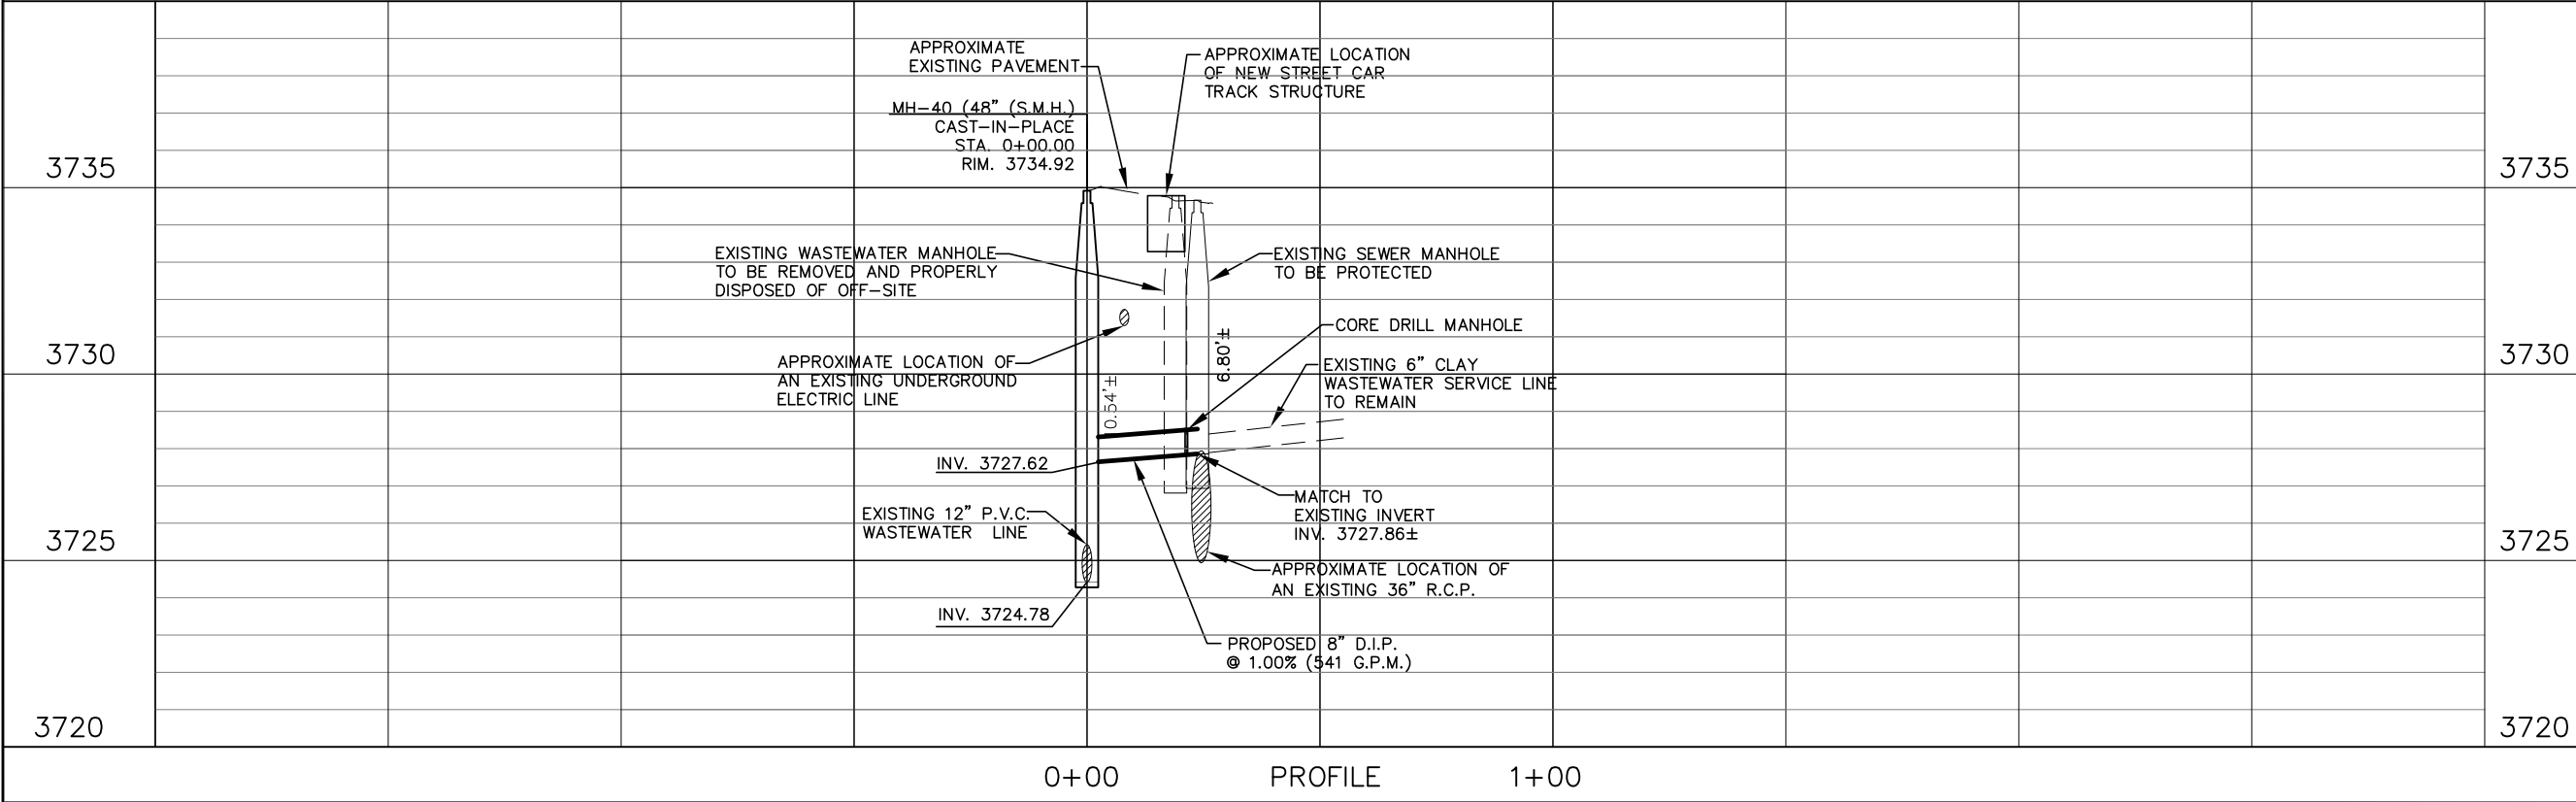 APPROXIMATE
EXISTING PAVEMENT
APPROXIMATE LOCATION
OF NEW STREET CAR
TRACK STRUCTURE
MH-40 (48" (S.M.H.)
CAST-IN-PLACE
STA. 0+00.00
RIM. 3734.92
3735
3735
EXISTING WASTEWATER MANHOLE
TO BE REMOVED AND PROPERLY
DISPOSED OF OFF-SITE
EXISTING SEWER MANHOLE
TO BE PROTECTED
CORE DRILL MANHOLE
6.80'±
3730
3730
APPROXIMATE LOCATION OF
AN EXISTING UNDERGROUND
ELECTRIC LINE
EXISTING 6" CLAY
WASTEWATER SERVICE LINE
TO REMAIN
0.54'±
INV. 3727.62
MATCH TO
EXISTING INVERT
INV. 3727.86±
EXISTING 12" P.V.C.
WASTEWATER LINE
3725
3725
APPROXIMATE LOCATION OF
AN EXISTING 36" R.C.P.
INV. 3724.78
PROPOSED 8" D.I.P.
@ 1.00% (541 G.P.M.)
3720
3720
0+00
PROFILE
1+00